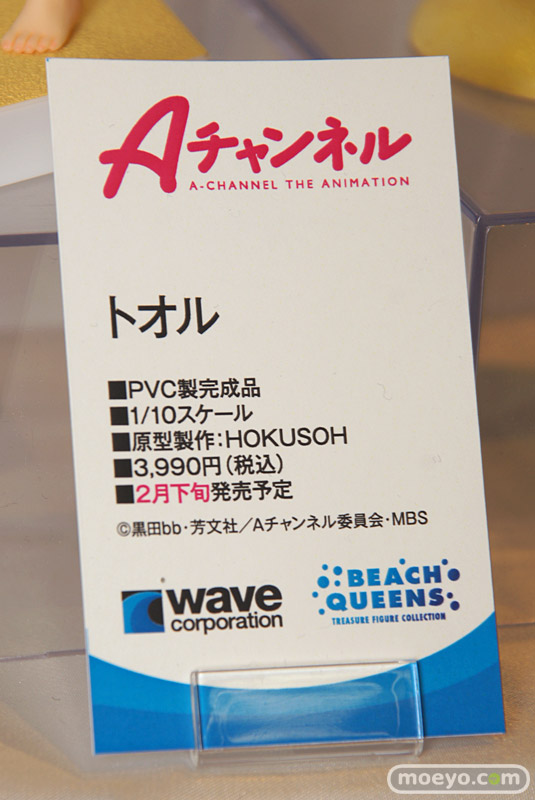 Aチャンネル
A-CHANNEL THE ANIMATION
トオル
■PVC製完成品
■1/10スケール
■原型製作：HOKUSOH
■3,990円（税込）
■2月下旬発売予定
©黒田bb・芳文社／Aチャンネル委員会・MBS
wave
corporation
BEACH
QUEENS
TREASURE FIGURE COLLECTION
moeyo.com